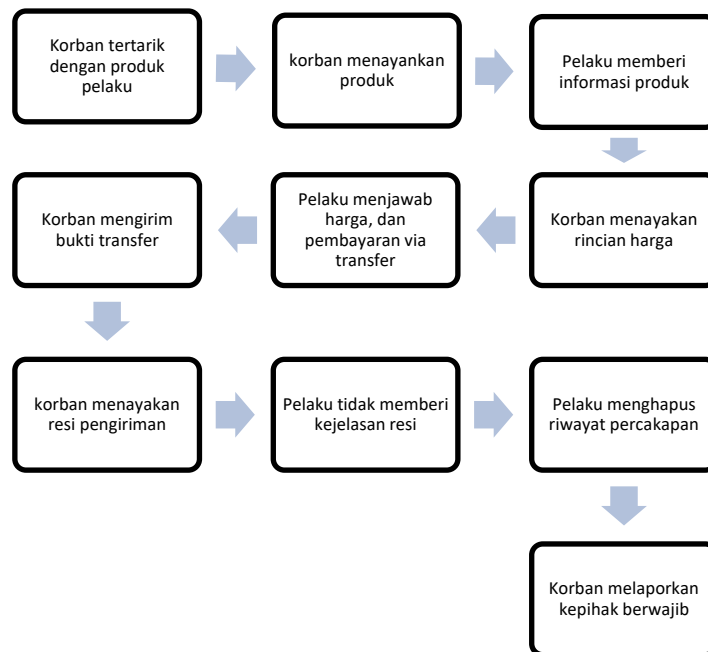 Korban tertarik
dengan produk
pelaku
korban menayankan
produk
Pelaku memberi
informasi produk
Korban menayakan
rincian harga
Pelaku menjawab
harga, dan
pembayaran via
transfer
Korban mengirim
bukti transfer
korban menayakan
resi pengiriman
Pelaku tidak memberi
kejelasan resi
Pelaku menghapus
riwayat percakapan
Korban melaporkan
kepihak berwajib